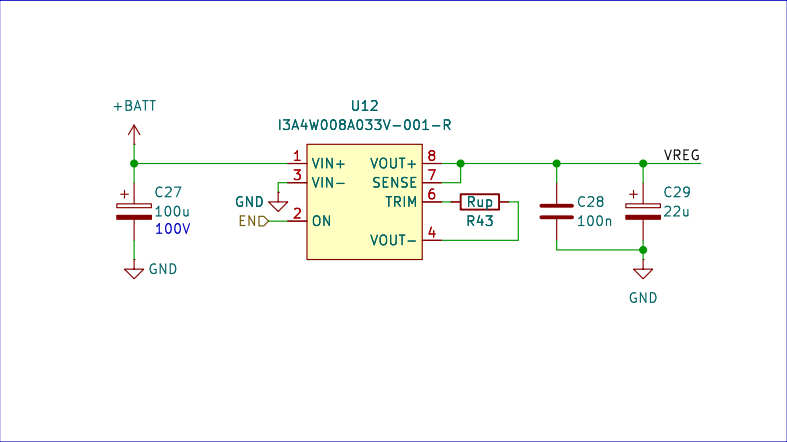 +BATT
U12
I3A4W008A033V-001-R
1
VIN+
VOUT+
8
VREG
3
VIN-
SENSE
7
+
C27
100u
100V
GND
TRIM
6
Rup
R43
C28
100n
+
C29
22u
EN
2
ON
VOUT-
4
GND
GND